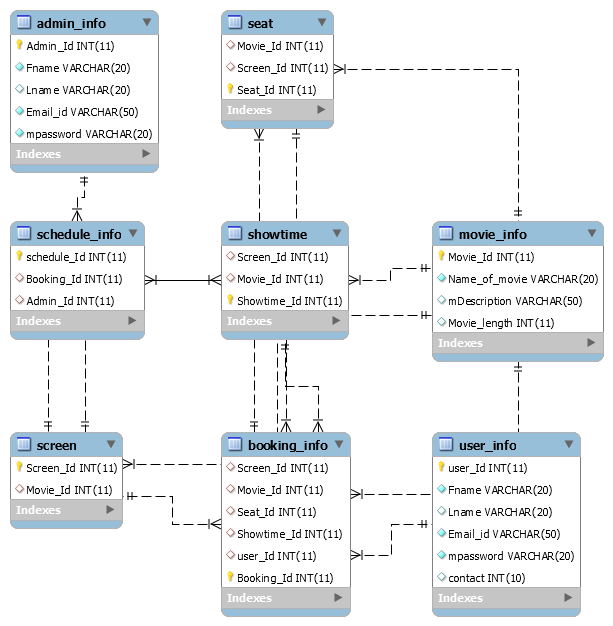 admin_info
Admin_Id INT(11)
Fname VARCHAR(20)
Lname VARCHAR(20)
Email_id VARCHAR(50)
mpassword VARCHAR(20)
Indexes
seat
Movie_Id INT(11)
Screen_Id INT(11)
Seat_Id INT(11)
Indexes
schedule_info
schedule_Id INT(11)
Booking_Id INT(11)
Admin_Id INT(11)
Indexes
showtime
Screen_Id INT(11)
Movie_Id INT(11)
Showtime_Id INT(11)
Indexes
movie_info
Movie_Id INT(11)
Name_of_movie VARCHAR(20)
mDescription VARCHAR(50)
Movie_length INT(11)
Indexes
screen
Screen_Id INT(11)
Movie_Id INT(11)
Indexes
booking_info
Screen_Id INT(11)
Movie_Id INT(11)
Seat_Id INT(11)
Showtime_Id INT(11)
user_Id INT(11)
Booking_Id INT(11)
Indexes
user_info
user_Id INT(11)
Fname VARCHAR(20)
Lname VARCHAR(20)
Email_id VARCHAR(50)
mpassword VARCHAR(20)
contact INT(10)
Indexes